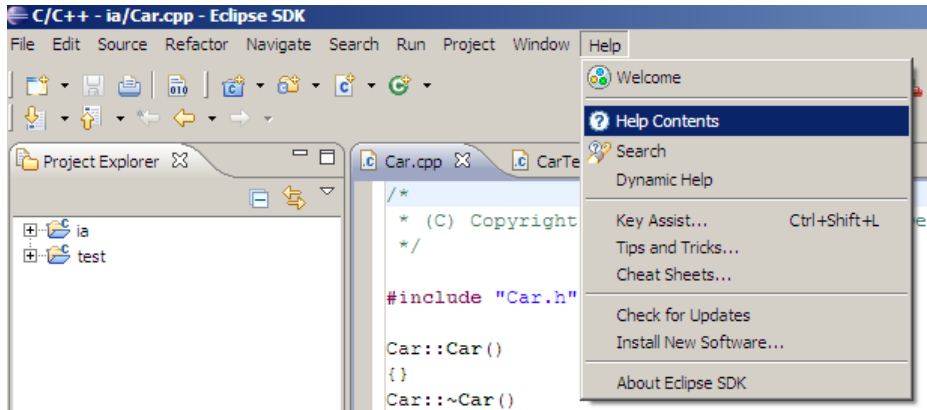 C/C++ - ia/Car.cpp - Eclipse SDK
File Edit Source Refactor Navigate Search Run Project Window Help
010
Welcome
Help Contents
Search
Dynamic Help
Key Assist... Ctrl+Shift+L
Tips and Tricks...
Cheat Sheets...
Check for Updates
Install New Software...
About Eclipse SDK
Project Explorer
ia
test
.c Car.cpp
.c CarTe
/*
* (C) Copyright
*/
#include "Car.h"
Car::Car()
{}
Car::~Car()